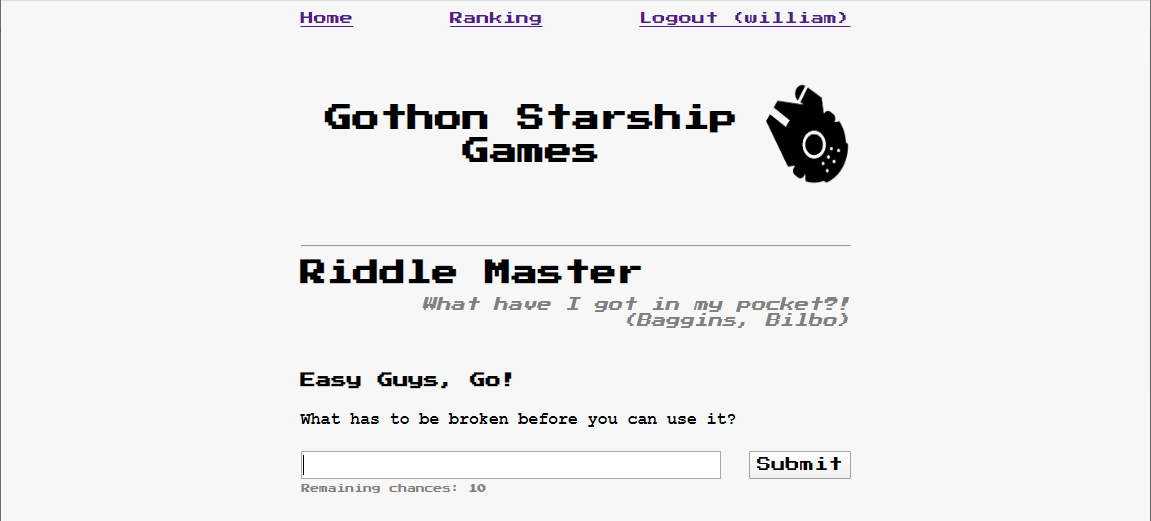 Home Ranking Logout (william)
Gothon Starship
Games
Riddle Master
What have I got in my pocket?!
(Baggins, Bilbo)
Easy Guys, Go!
What has to be broken before you can use it?
Submit
Remaining chances: 10